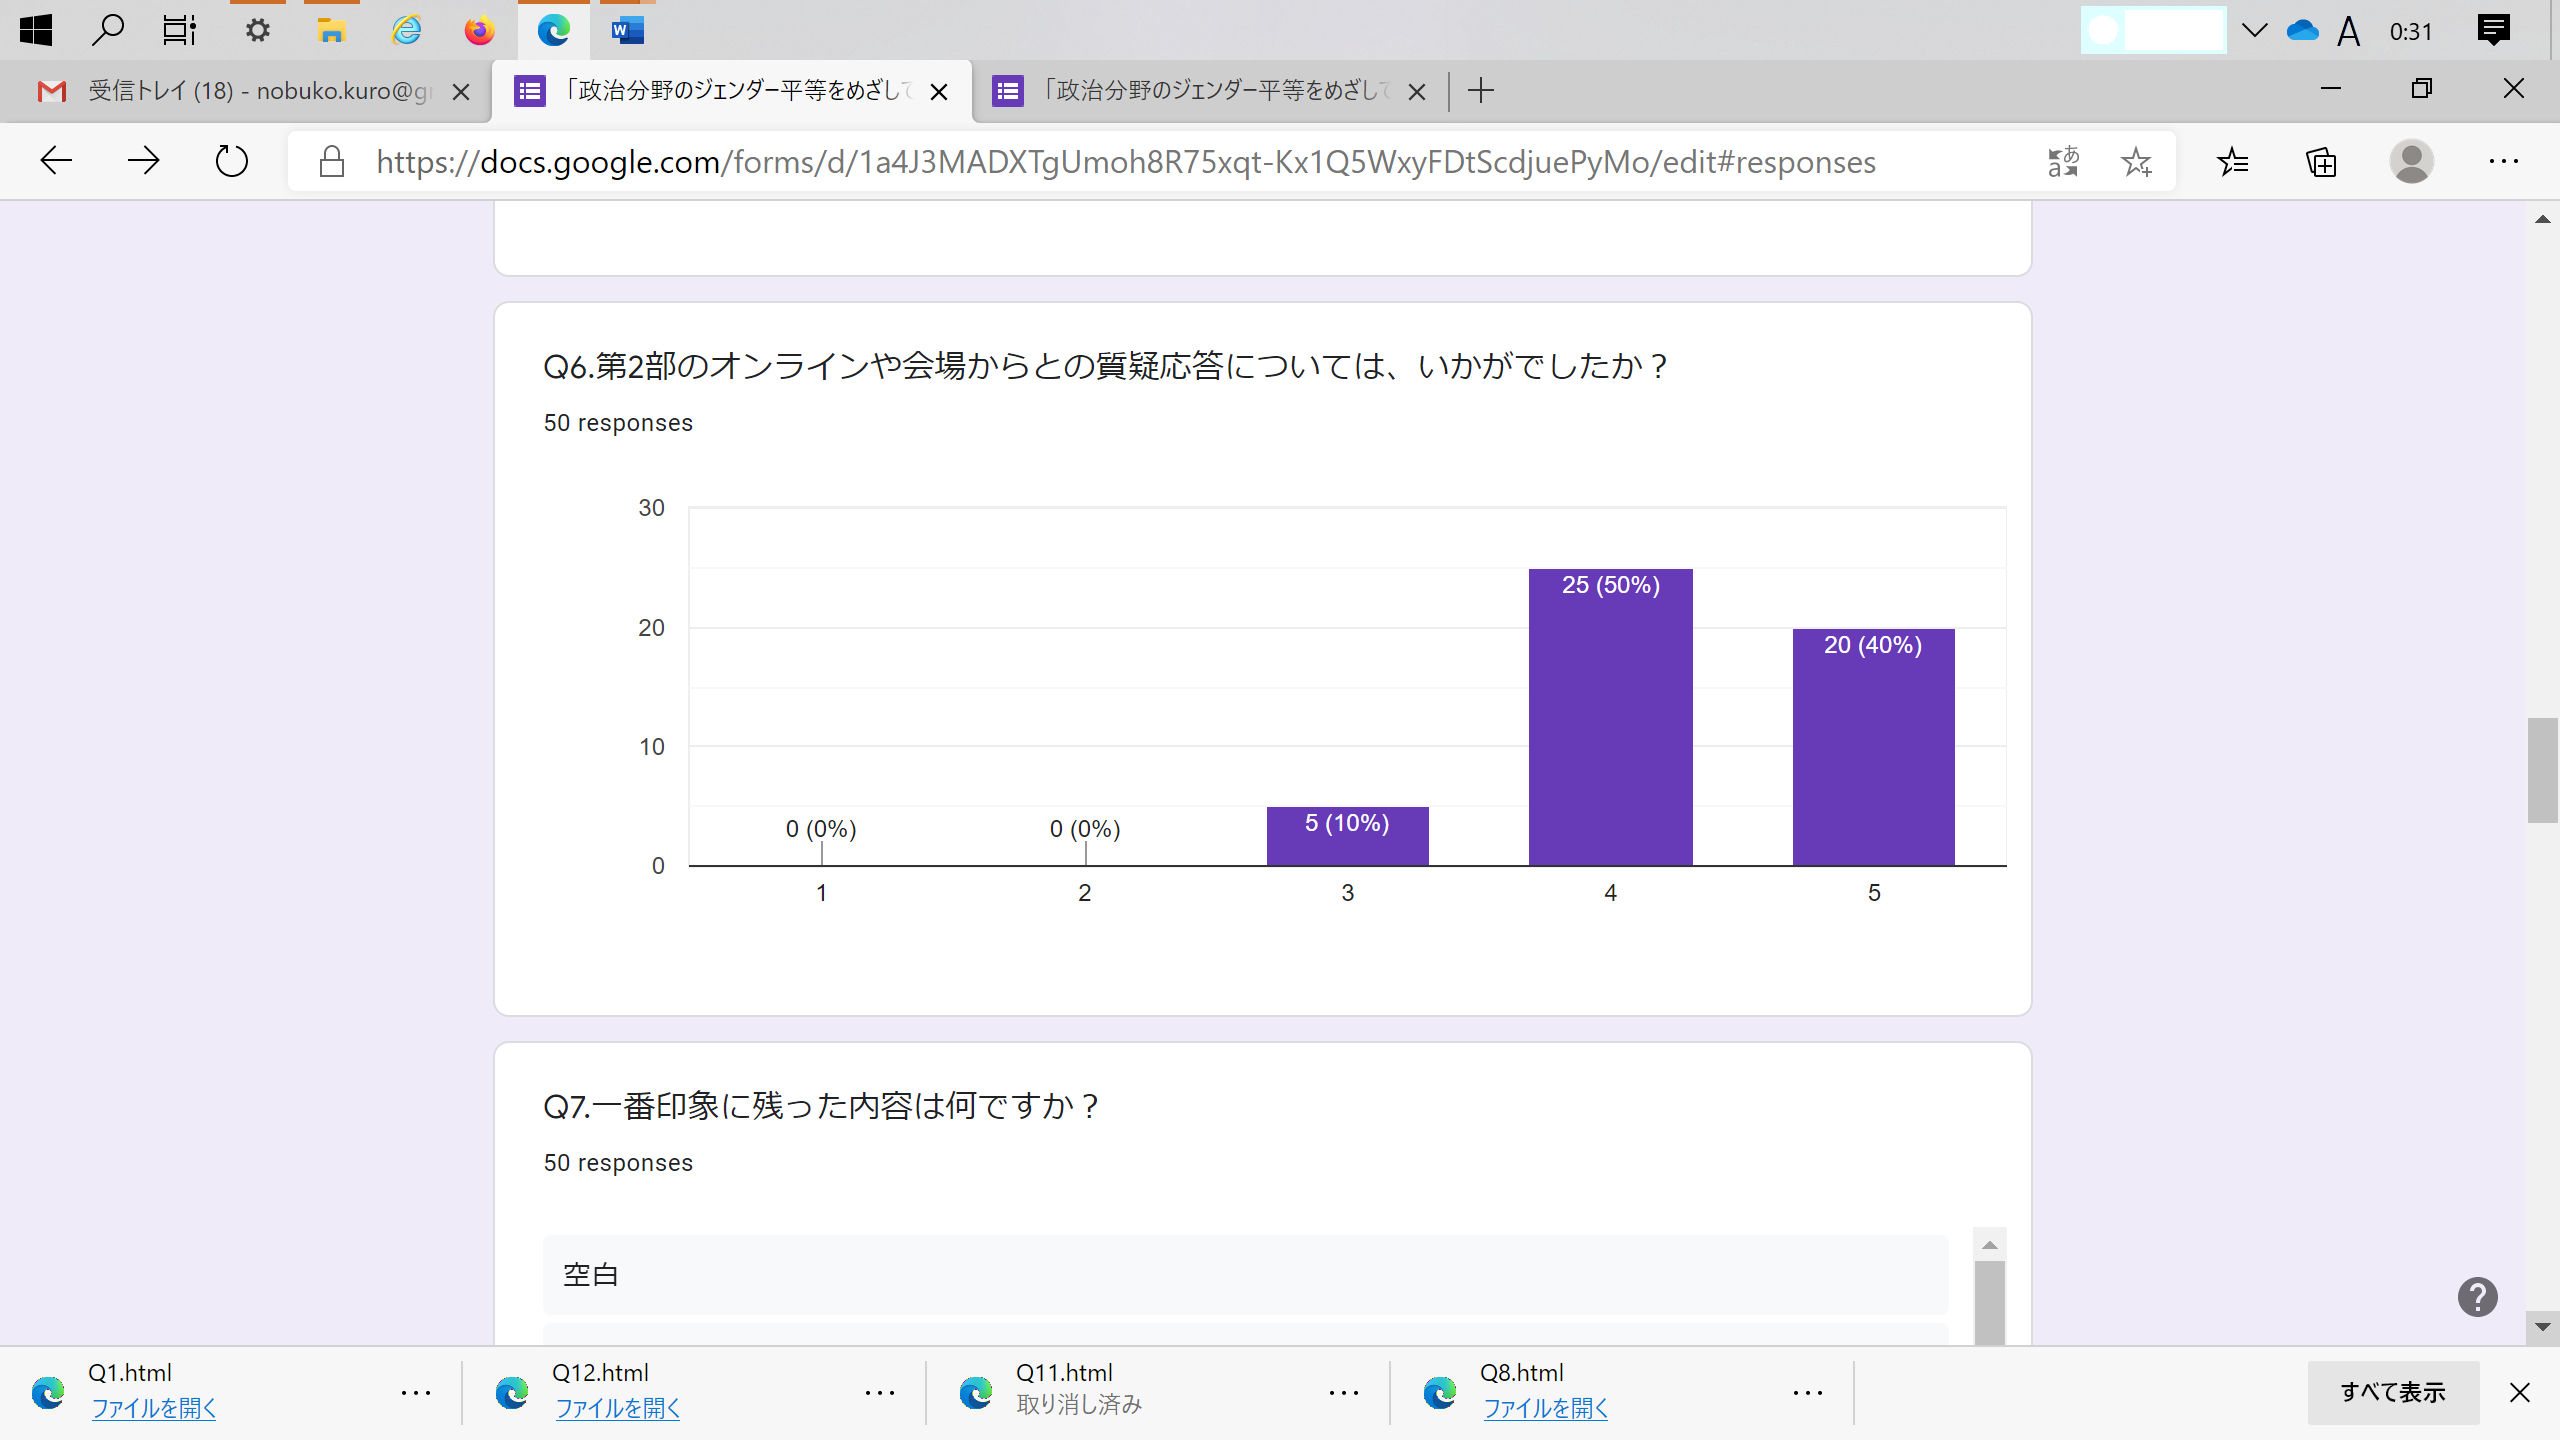 W
A
0:31
受信トレイ (18) - nobuko.kuro@g
「政治分野のジェンダー平等をめざして
「政治分野のジェンダー平等をめざして
https://docs.google.com/forms/d/1a4J3MADXTgUmoh8R75xqt-Kx1Q5WxyFDtScdjuePyMo/edit#responses
aあ
Q6.第2部のオンラインや会場からとの質疑応答については、いかがでしたか？
50 responses
30
20
10
0
0 (0%)
0 (0%)
5 (10%)
25 (50%)
20 (40%)
1
2
3
4
5
Q7.一番印象に残った内容は何ですか？
50 responses
空白
?
Q1.html
ファイルを開く
Q12.html
ファイルを開く
Q11.html
取り消し済み
Q8.html
ファイルを開く
すべて表示